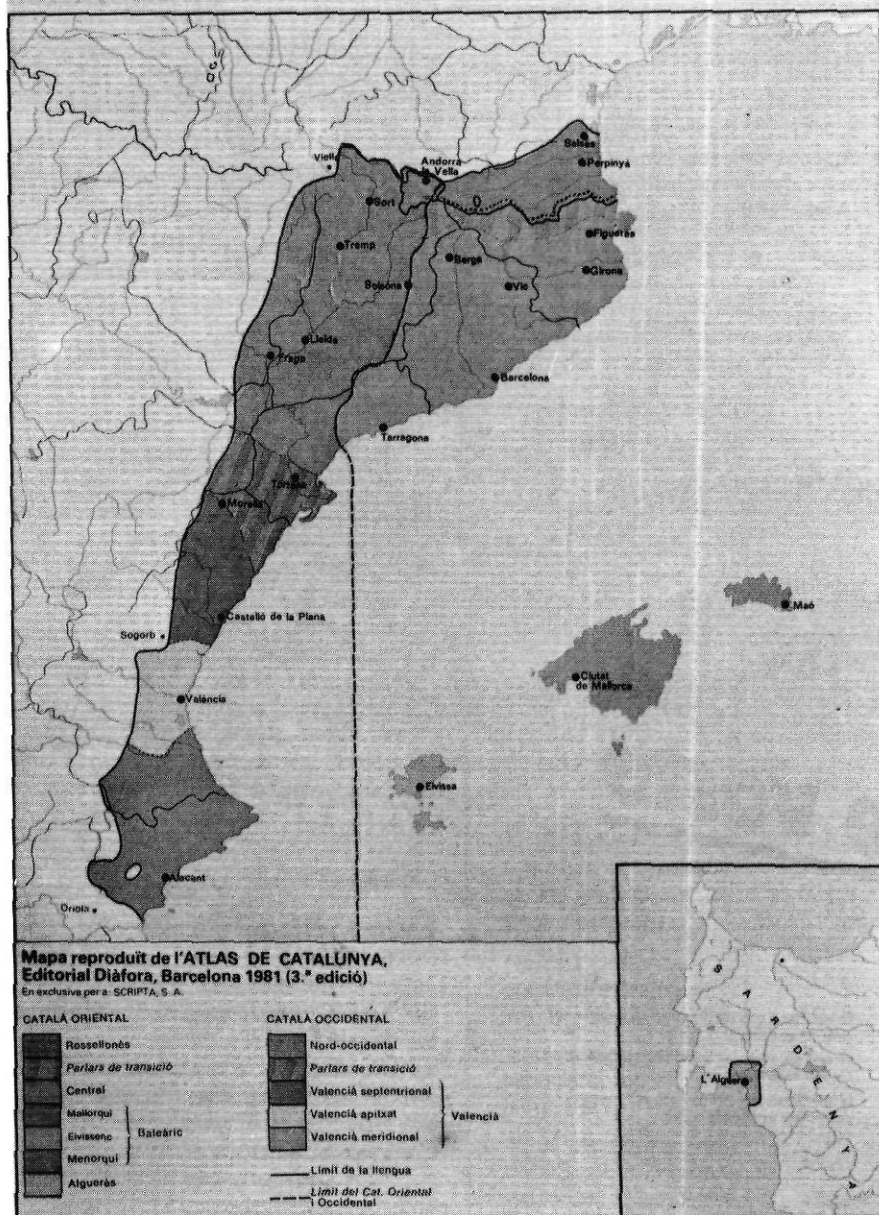 Salses
Perpinyà
Viella
Andorra
la Vella
Sort
Figueras
Tremp
Berga
Girona
Solsona
Vic
Lleida
Fraga
Barcelona
Tarragona
Tortosa
Morella
Maó
Castelló de la Plana
Sogorb
Ciutat
de Mallorca
València
Eivissa
Alacant
Oriola
Mapa reproduït de l'ATLAS DE CATALUNYA,
Editorial Diàfora, Barcelona 1981 (3.ª edició)
En exclusiva per a: SCRIPTA, S. A.
CATALÀ ORIENTAL
Rossellonès
Parlars de transició
Central
Mallorquí
Eivissenc
Menorquí
Baleàric
Alguerès
CATALÀ OCCIDENTAL
Nord-occidental
Parlars de transició
Valencià septentrional
Valencià apitxat
Valencià meridional
Valencià
Límit de la llengua
Límit del Cat. Oriental
i Occidental
SARDENYA
L'Alguer